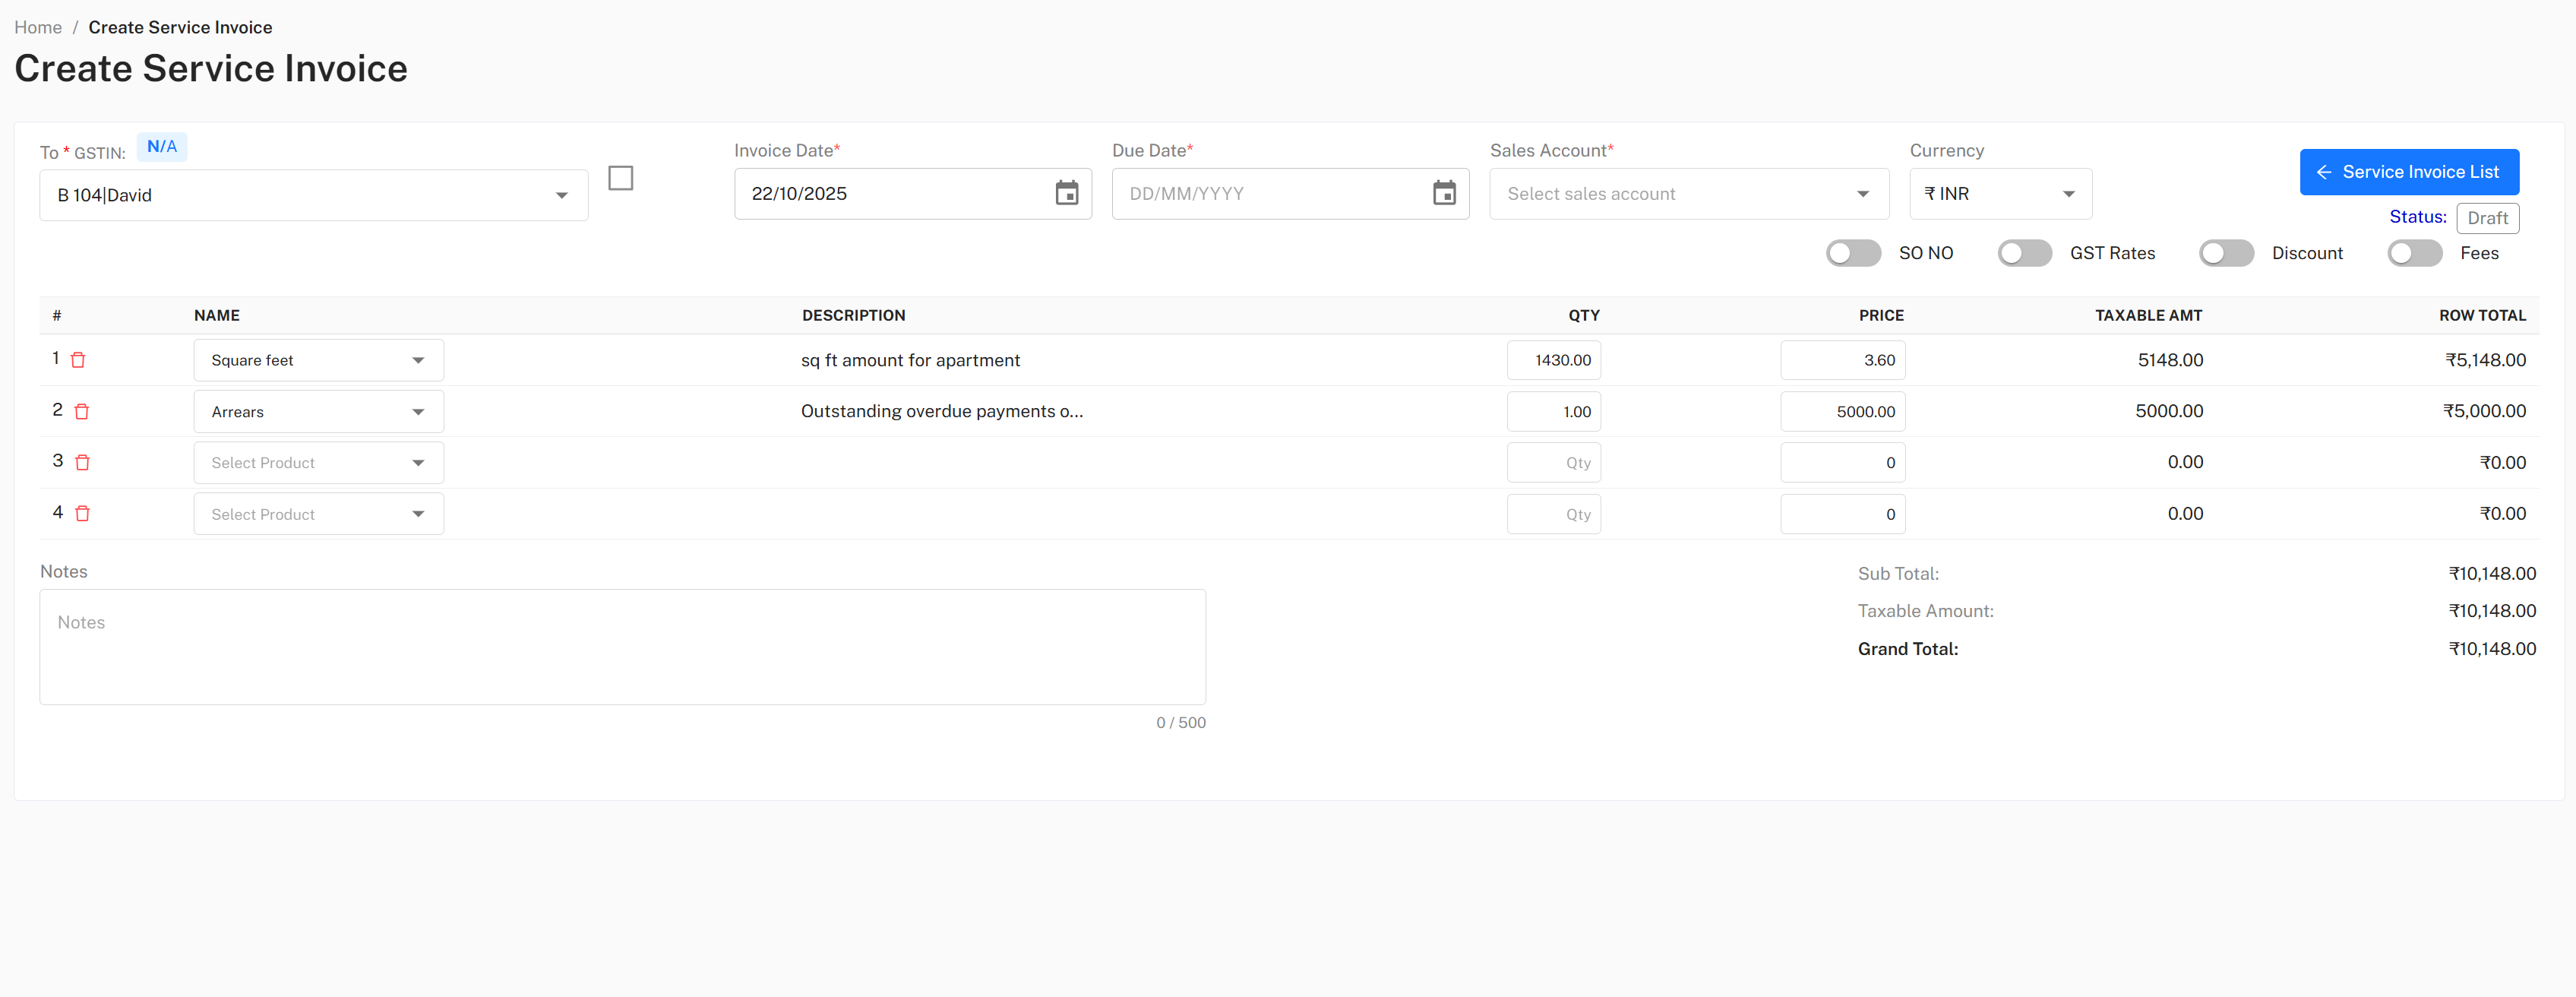 Home / Create Service Invoice
Create Service Invoice
To * GSTIN: N/A
B 104|David
Invoice Date*
22/10/2025
Due Date*
DD/MM/YYYY
Sales Account*
Select sales account
Currency
₹ INR
Service Invoice List
Status: Draft
SO NO GST Rates Discount Fees
# NAME DESCRIPTION QTY PRICE TAXABLE AMT ROW TOTAL
1 Square feet sq ft amount for apartment 1430.00 3.60 5148.00 ₹5,148.00
2 Arrears Outstanding overdue payments o... 1.00 5000.00 5000.00 ₹5,000.00
3 Select Product Qty 0 0.00 ₹0.00
4 Select Product Qty 0 0.00 ₹0.00
Notes
Notes
0 / 500
Sub Total: ₹10,148.00
Taxable Amount: ₹10,148.00
Grand Total: ₹10,148.00